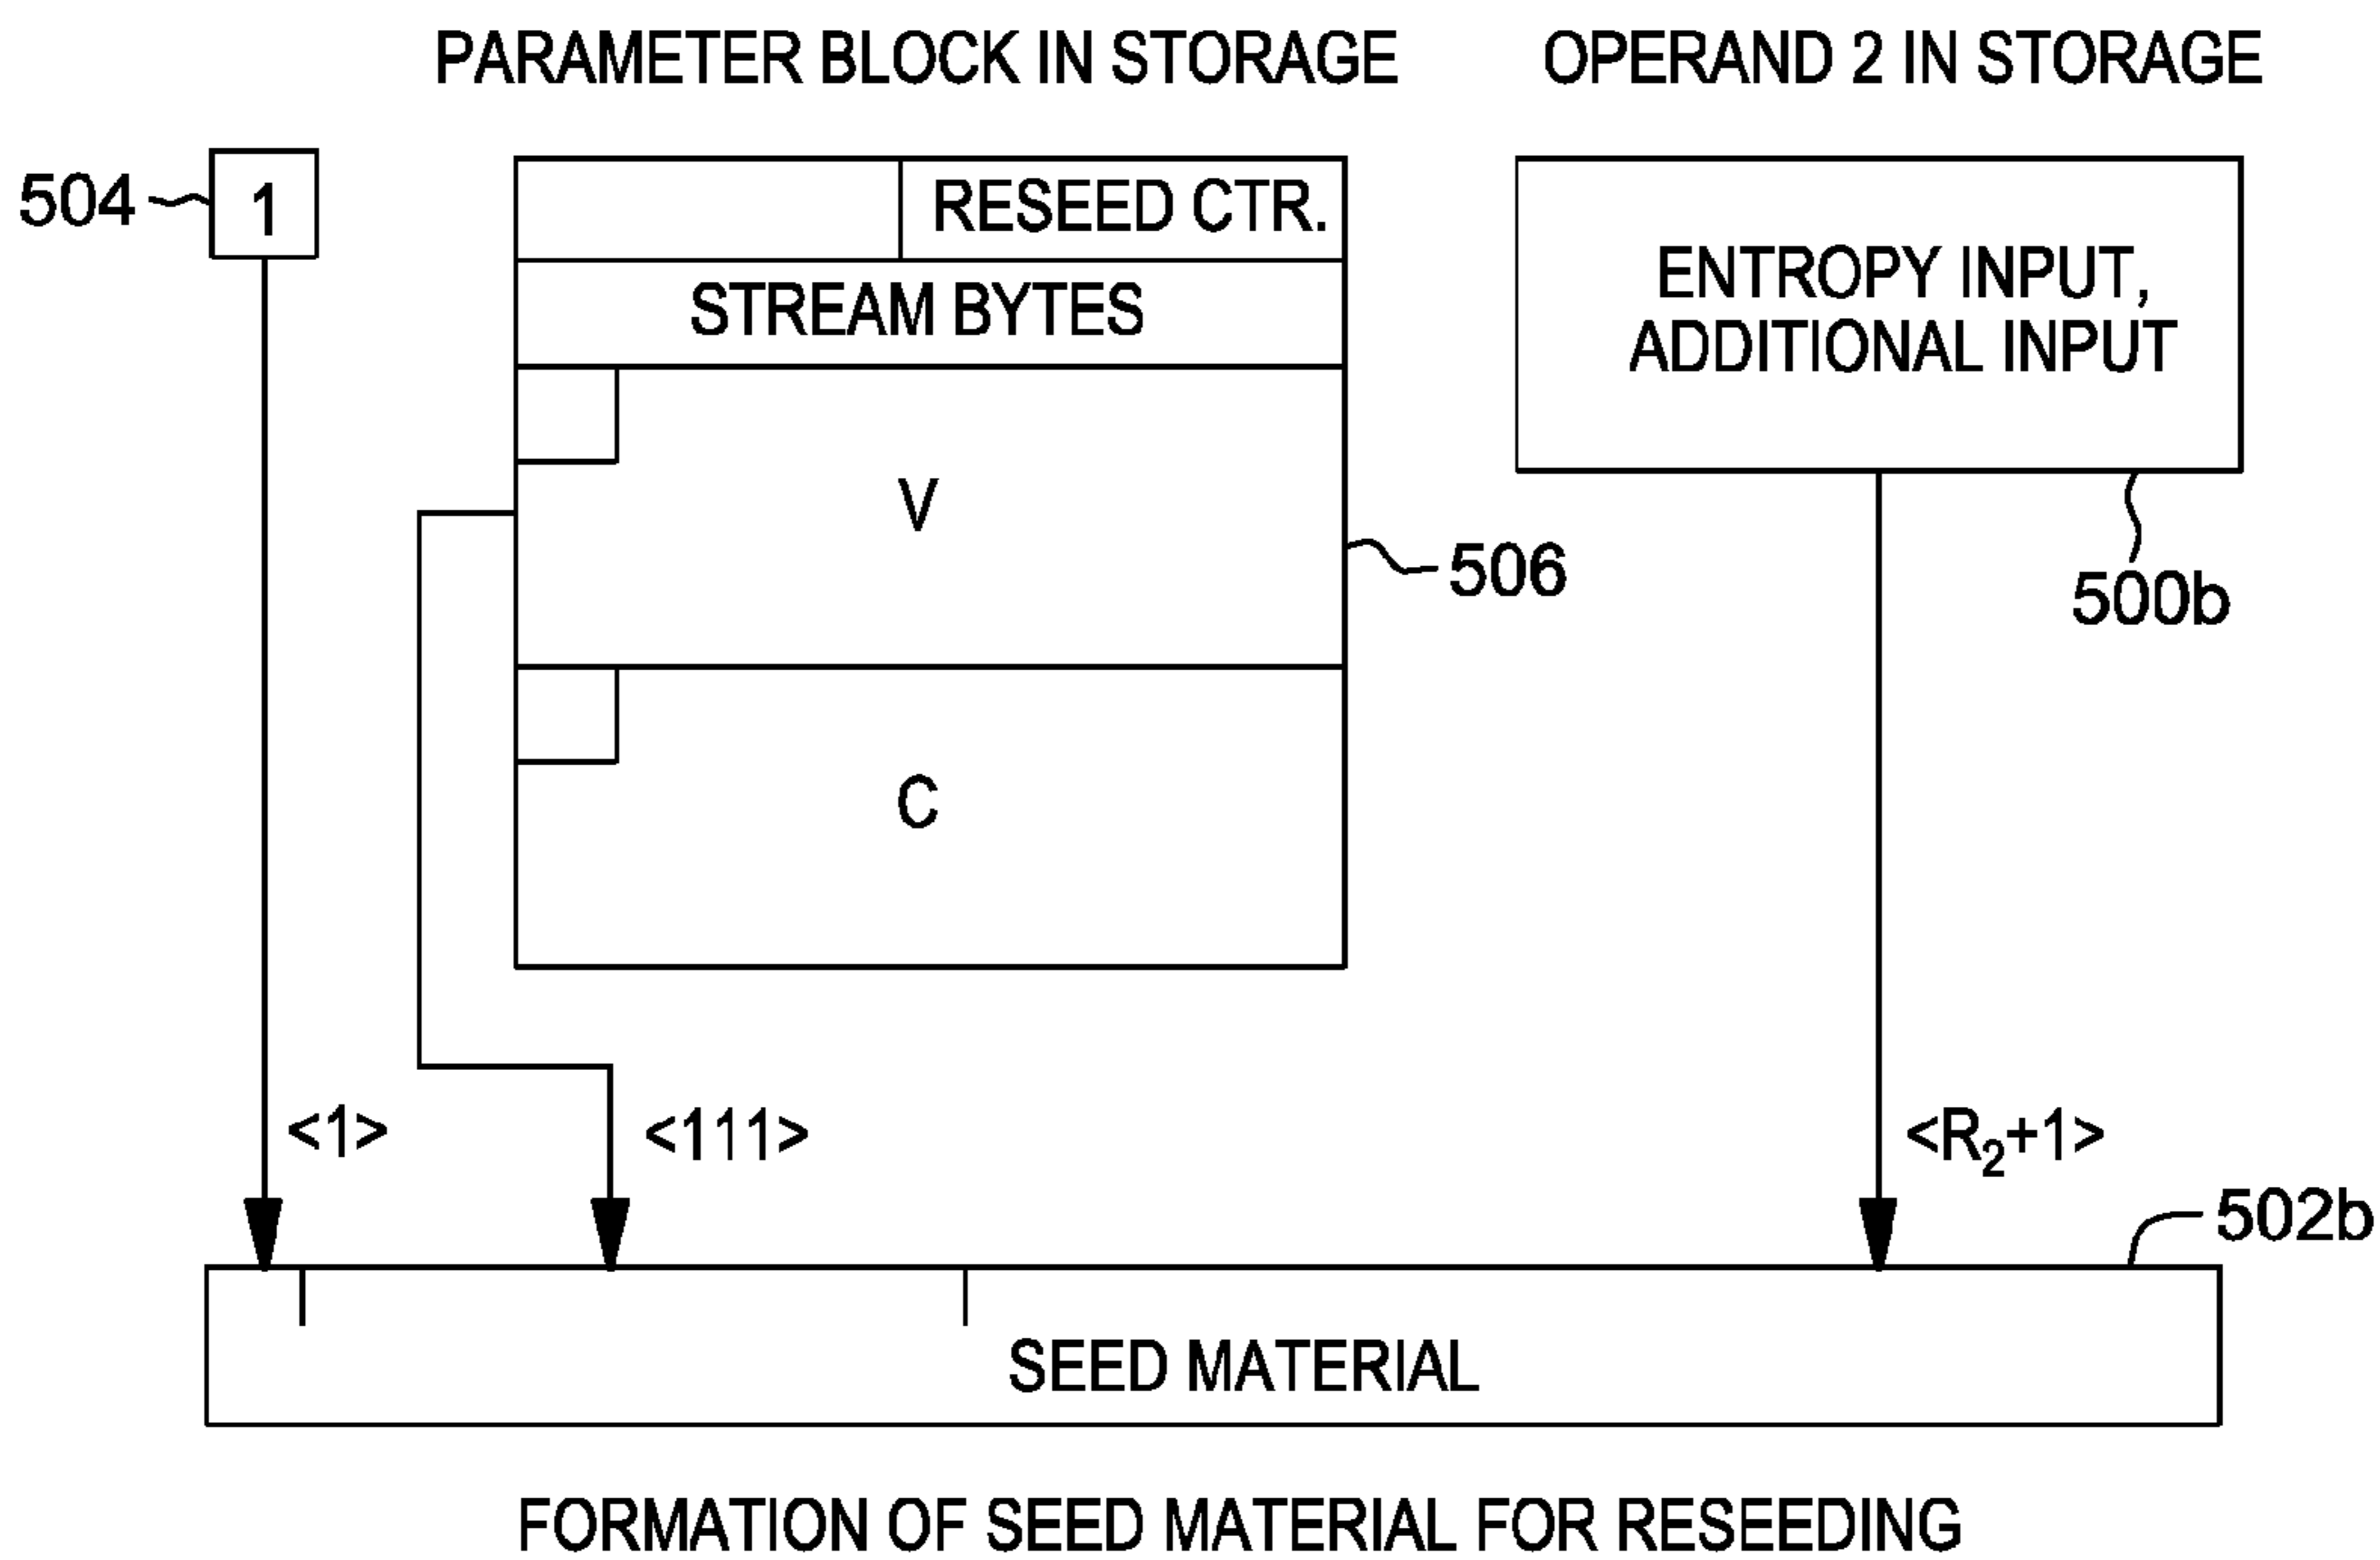 PARAMETER BLOCK IN STORAGE
OPERAND 2 IN STORAGE
504
1
RESEED CTR.
STREAM BYTES
V
C
506
ENTROPY INPUT,
ADDITIONAL INPUT
500b
<1>
<111>
<R₂+1>
502b
SEED MATERIAL
FORMATION OF SEED MATERIAL FOR RESEEDING